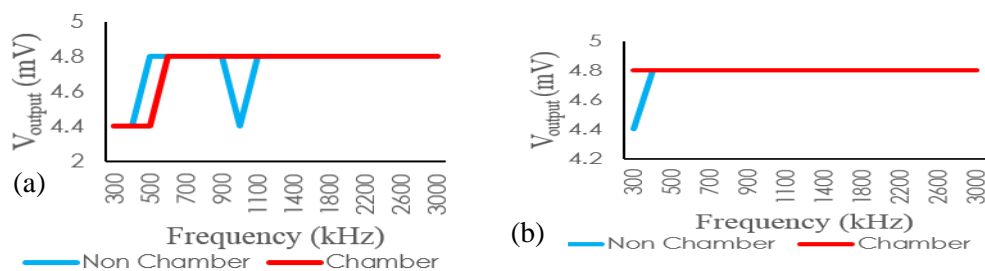 5
4.8
4.6
4.4
2
V_output (mV)
300 500 700 900 1100 1400 1800 2200 2600 3000
Frequency (kHz)
Non Chamber Chamber
(a)
5
4.8
4.6
4.4
4.2
V_output (mV)
300 500 700 900 1100 1400 1800 2200 2600 3000
Frequency (kHz)
Non Chamber Chamber
(b)